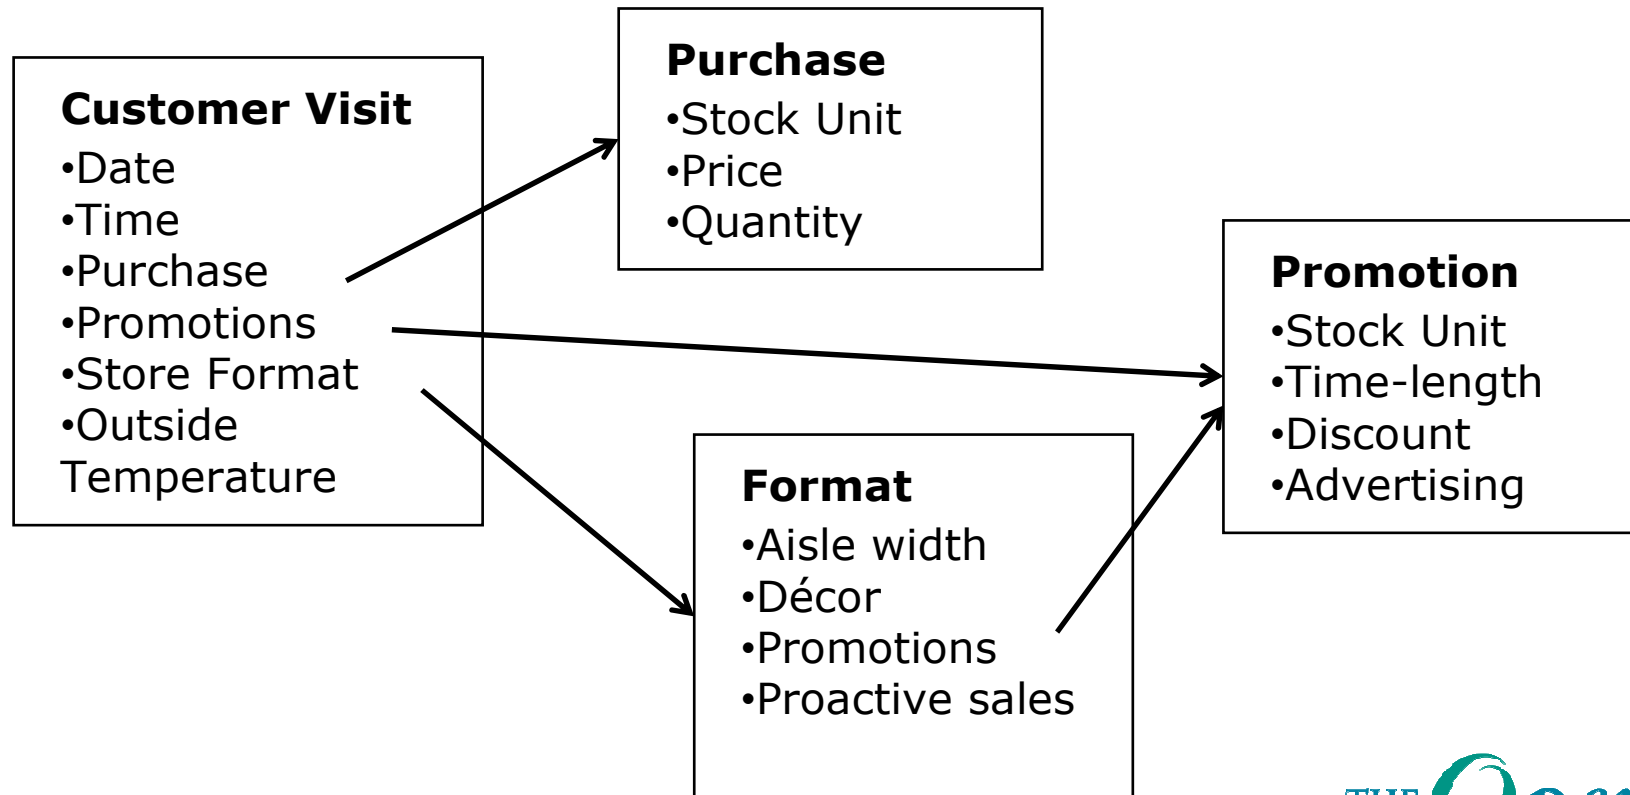 Customer Visit
•Date
•Time
•Purchase
•Promotions
•Store Format
•Outside
Temperature
Purchase
•Stock Unit
•Price
•Quantity
Format
•Aisle width
•Décor
•Promotions
•Proactive sales
Promotion
•Stock Unit
•Time-length
•Discount
•Advertising
THE